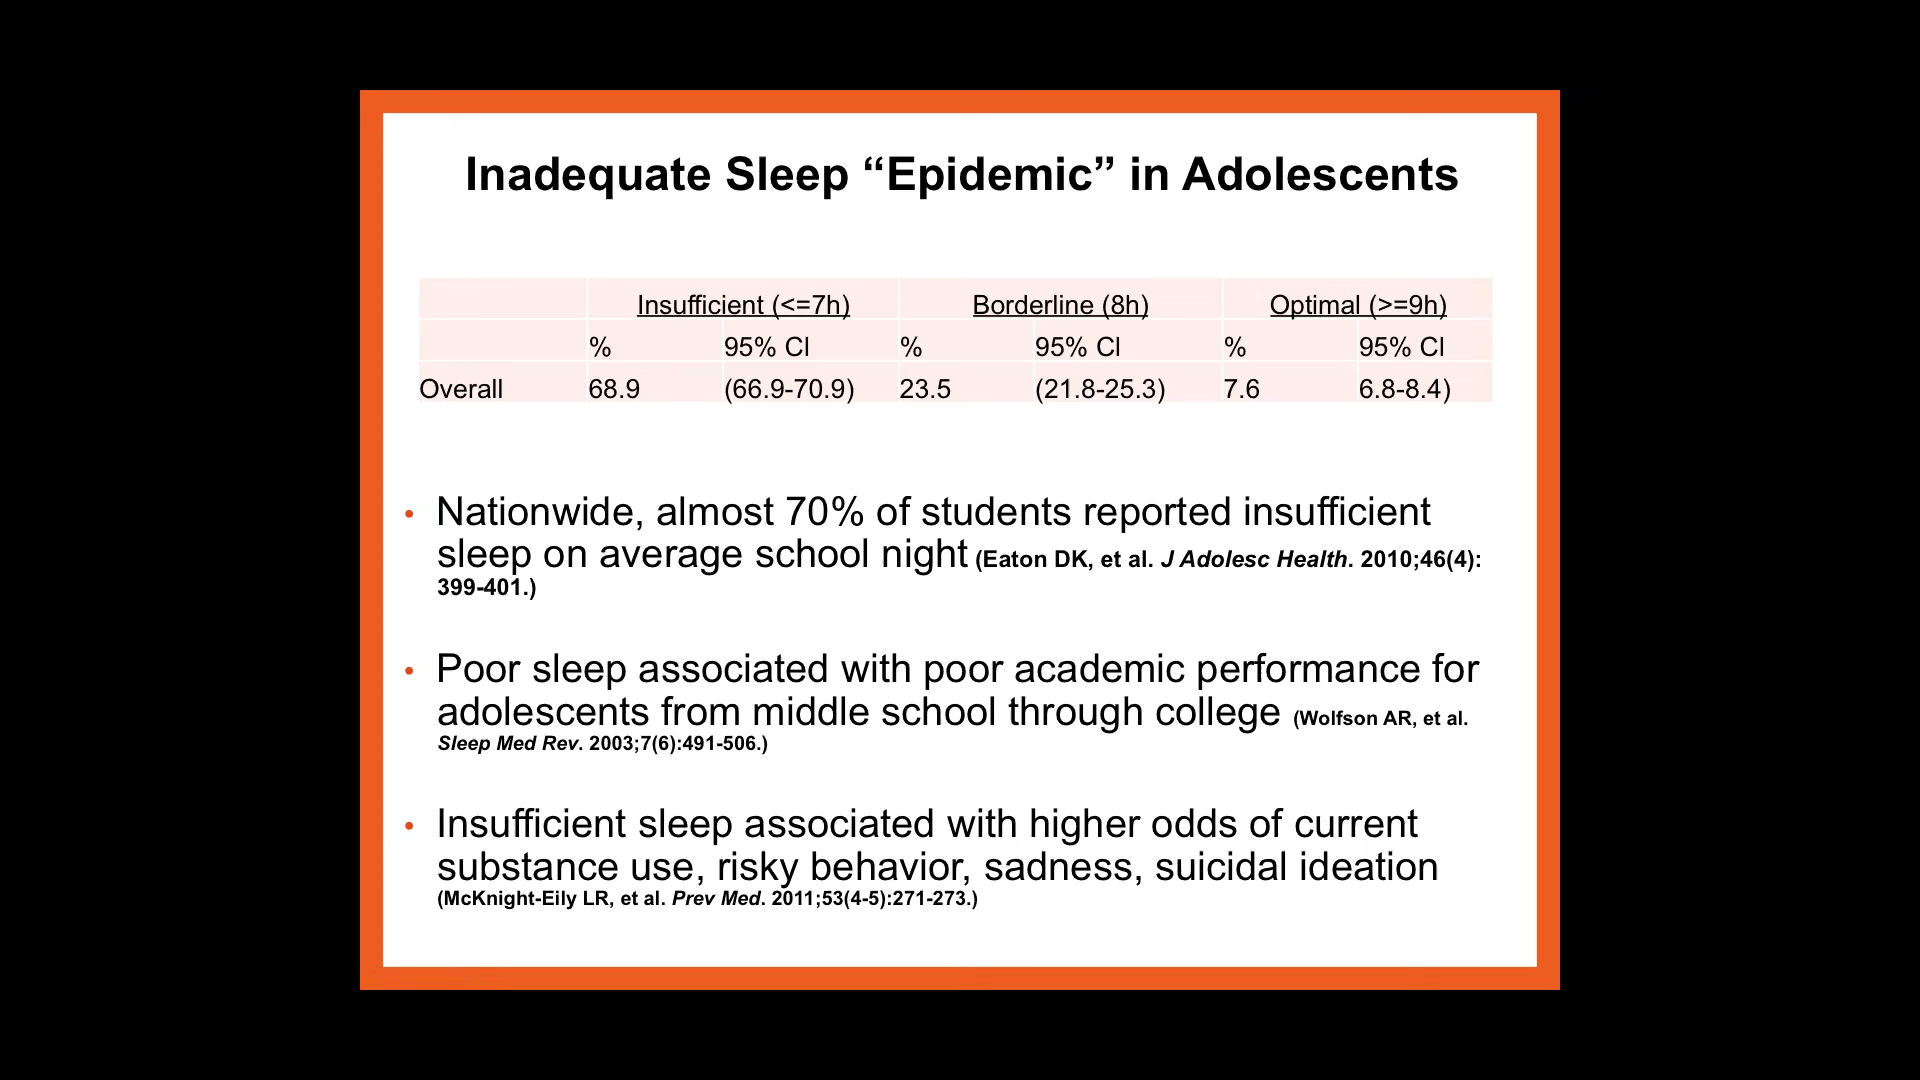 Inadequate Sleep “Epidemic” in Adolescents
Insufficient (<=7h) Borderline (8h) Optimal (>=9h)
% 95% CI % 95% CI % 95% CI
Overall 68.9 (66.9-70.9) 23.5 (21.8-25.3) 7.6 6.8-8.4)
• Nationwide, almost 70% of students reported insufficient
sleep on average school night (Eaton DK, et al. J Adolesc Health. 2010;46(4):
399-401.)
• Poor sleep associated with poor academic performance for
adolescents from middle school through college (Wolfson AR, et al.
Sleep Med Rev. 2003;7(6):491-506.)
• Insufficient sleep associated with higher odds of current
substance use, risky behavior, sadness, suicidal ideation
(McKnight-Eily LR, et al. Prev Med. 2011;53(4-5):271-273.)